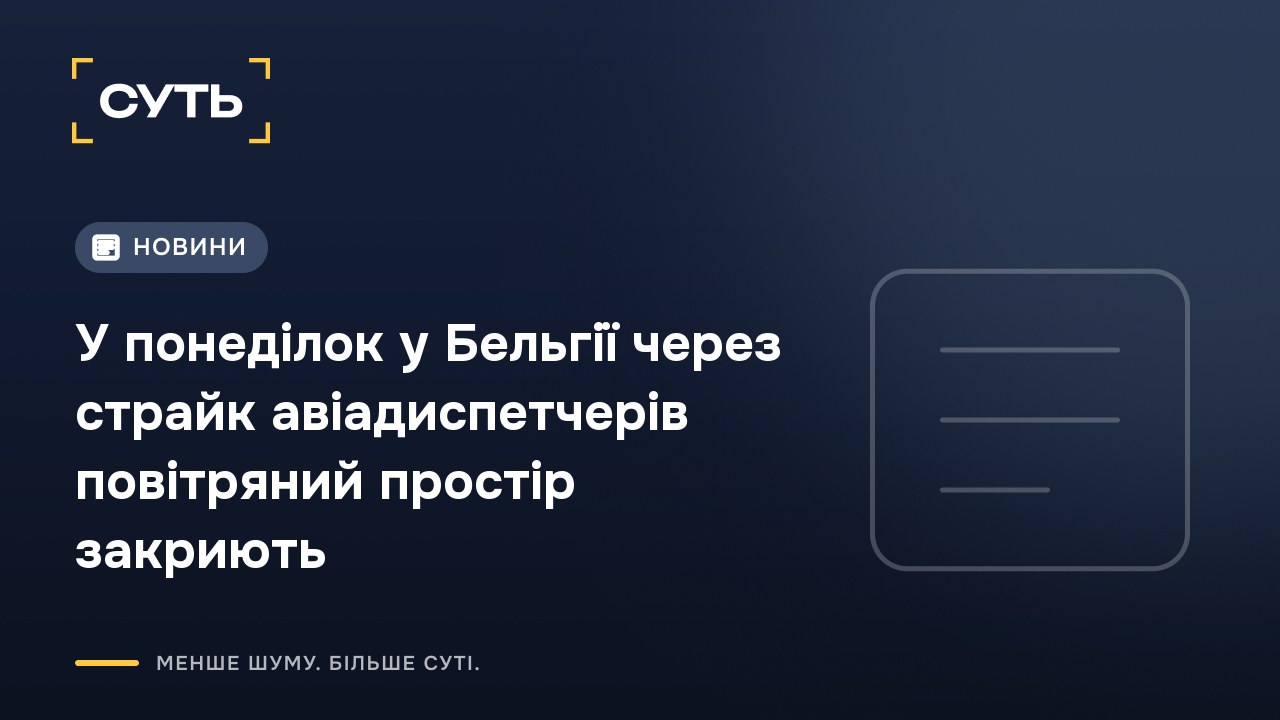 СУТЬ
НОВИНИ
У понеділок у Бельгії через
страйк авіадиспетчерів
повітряний простір
закриють
МЕНШЕ ШУМУ. БІЛЬШЕ СУТІ.